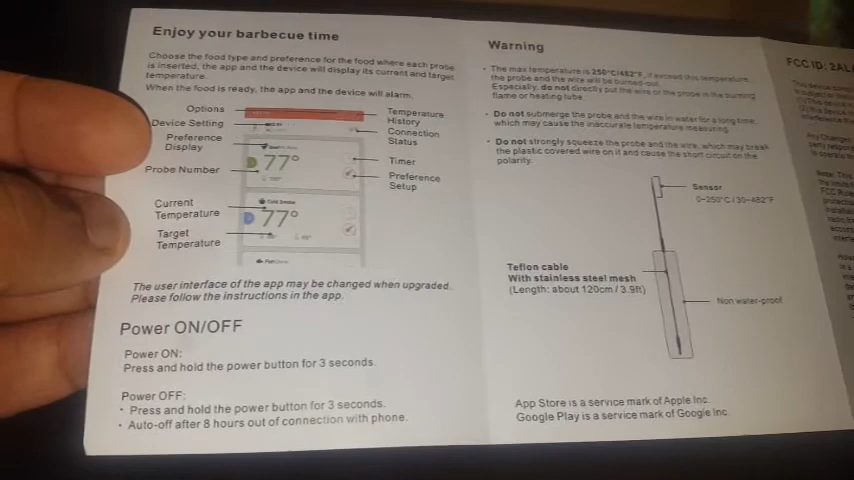 Enjoy your barbecue time
Choose the food type and preference for the food where each probe
is inserted, the app and the device will display its current and target
temperature.
When the food is ready, the app and the device will alarm.
Options
Device Setting
Preference
Display
Probe Number
Current
Temperature
Target
Temperature
77°
77°
Temperature
History
Connection
Status
Timer
Preference
Setup
The user interface of the app may be changed when upgraded.
Please follow the instructions in the app.
Power ON/OFF
Power ON:
Press and hold the power button for 3 seconds.
Power OFF:
• Press and hold the power button for 3 seconds.
• Auto-off after 8 hours out of connection with phone.
Warning
• The max temperature is 250°C/482°F, if exceed this temperature,
the probe and the wire will be burned-out.
Especially, do not directly put the wire or the probe in the burning
flame or heating tube.
• Do not submerge the probe and the wire in water for a long time,
which may cause the inaccurate temperature measuring.
• Do not strongly squeeze the probe and the wire, which may break
the plastic covered wire on it and cause the short circuit on the
polarity.
Sensor
0~250°C / 30~482°F
Teflon cable
With stainless steel mesh
(Length: about 120cm / 3.9ft)
Non water-proof
App Store is a service mark of Apple Inc.
Google Play is a service mark of Google Inc.
FCC ID: 2AL